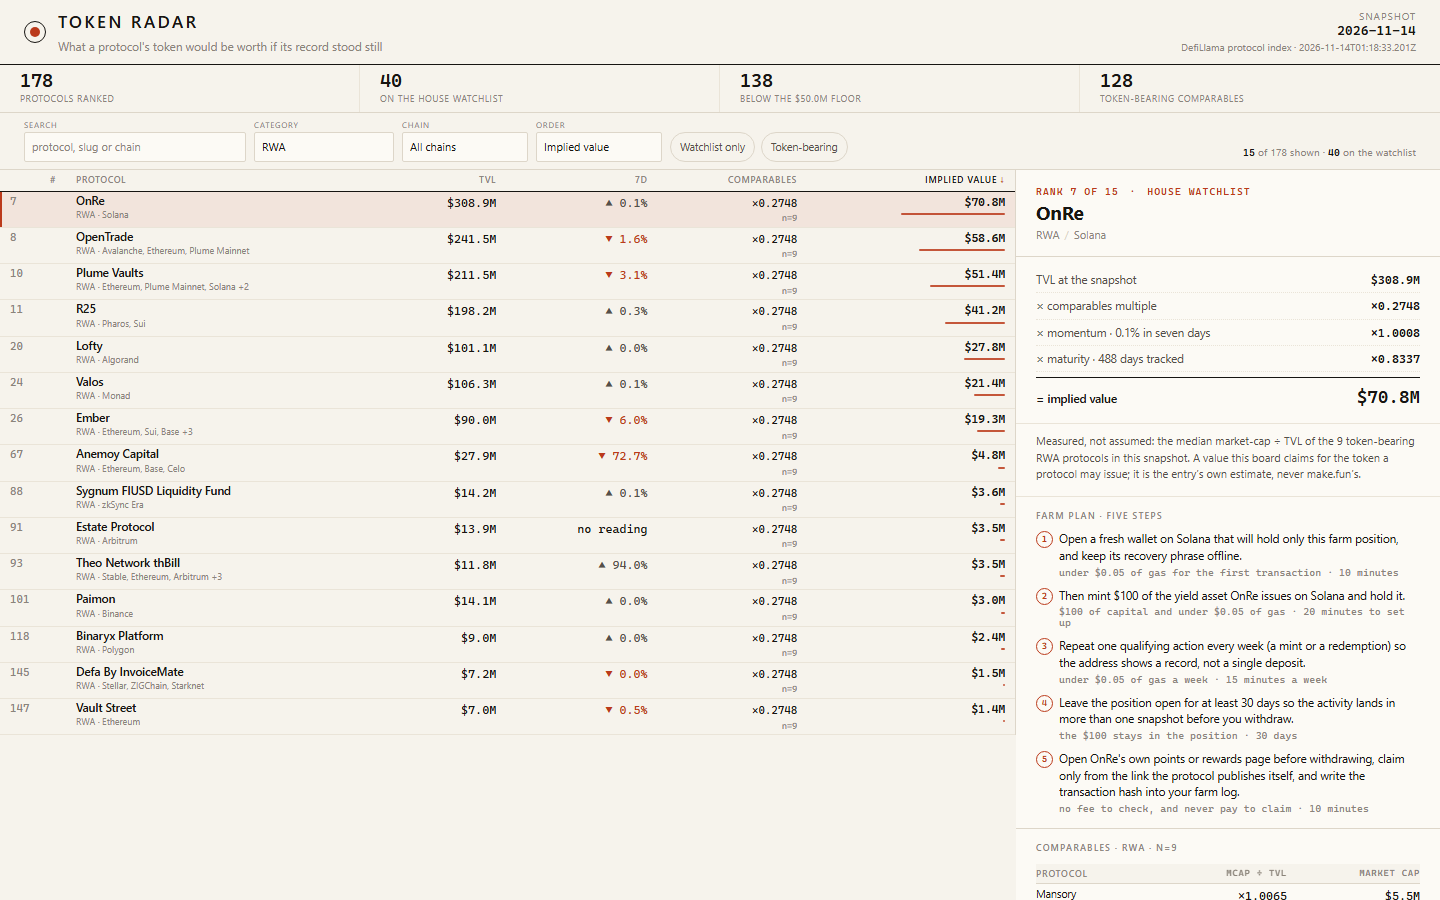 TOKEN RADAR
What a protocol's token would be worth if its record stood still
SNAPSHOT
2026-11-14
DefiLlama protocol index · 2026-11-14T01:18:33.201Z
178
PROTOCOLS RANKED
40
ON THE HOUSE WATCHLIST
138
BELOW THE $50.0M FLOOR
128
TOKEN-BEARING COMPARABLES
SEARCH
protocol, slug or chain
CATEGORY
RWA
CHAIN
All chains
ORDER
Implied value
Watchlist only
Token-bearing
15 of 178 shown · 40 on the watchlist
# PROTOCOL TVL 7D COMPARABLES IMPLIED VALUE ↓
7 OnRe $308.9M ▲ 0.1% ×0.2748 $70.8M
RWA · Solana n=9
8 OpenTrade $241.5M ▼ 1.6% ×0.2748 $58.6M
RWA · Avalanche, Ethereum, Plume Mainnet n=9
10 Plume Vaults $211.5M ▼ 3.1% ×0.2748 $51.4M
RWA · Ethereum, Plume Mainnet, Solana +2 n=9
11 R25 $198.2M ▲ 0.3% ×0.2748 $41.2M
RWA · Pharos, Sui n=9
20 Lofty $101.1M ▲ 0.0% ×0.2748 $27.8M
RWA · Algorand n=9
24 Valos $106.3M ▲ 0.1% ×0.2748 $21.4M
RWA · Monad n=9
26 Ember $90.0M ▼ 6.0% ×0.2748 $19.3M
RWA · Ethereum, Sui, Base +3 n=9
67 Anemoy Capital $27.9M ▼ 72.7% ×0.2748 $4.8M
RWA · Ethereum, Base, Celo n=9
88 Sygnum FIUSD Liquidity Fund $14.2M ▲ 0.1% ×0.2748 $3.6M
RWA · zkSync Era n=9
91 Estate Protocol $13.9M no reading ×0.2748 $3.5M
RWA · Arbitrum n=9
93 Theo Network thBill $11.8M ▲ 94.0% ×0.2748 $3.5M
RWA · Stable, Ethereum, Arbitrum +3 n=9
101 Paimon $14.1M ▲ 0.0% ×0.2748 $3.0M
RWA · Binance n=9
118 Binaryx Platform $9.0M ▲ 0.0% ×0.2748 $2.4M
RWA · Polygon n=9
145 Defa By InvoiceMate $7.2M ▼ 0.0% ×0.2748 $1.5M
RWA · Stellar, ZIGChain, Starknet n=9
147 Vault Street $7.0M ▼ 0.5% ×0.2748 $1.4M
RWA · Ethereum n=9
RANK 7 OF 15 · HOUSE WATCHLIST
OnRe
RWA / Solana
TVL at the snapshot $308.9M
× comparables multiple ×0.2748
× momentum · 0.1% in seven days ×1.0008
× maturity · 488 days tracked ×0.8337
= implied value $70.8M
Measured, not assumed: the median market-cap ÷ TVL of the 9 token-bearing
RWA protocols in this snapshot. A value this board claims for the token a
protocol may issue; it is the entry's own estimate, never make.fun's.
FARM PLAN · FIVE STEPS
1 Open a fresh wallet on Solana that will hold only this farm position,
and keep its recovery phrase offline.
under $0.05 of gas for the first transaction · 10 minutes
2 Then mint $100 of the yield asset OnRe issues on Solana and hold it.
$100 of capital and under $0.05 of gas · 20 minutes to set
up
3 Repeat one qualifying action every week (a mint or a redemption) so
the address shows a record, not a single deposit.
under $0.05 of gas a week · 15 minutes a week
4 Leave the position open for at least 30 days so the activity lands in
more than one snapshot before you withdraw.
the $100 stays in the position · 30 days
5 Open OnRe's own points or rewards page before withdrawing, claim
only from the link the protocol publishes itself, and write the
transaction hash into your farm log.
no fee to check, and never pay to claim · 10 minutes
COMPARABLES · RWA · N=9
PROTOCOL MCAP ÷ TVL MARKET CAP
Mansory ×1.0065 $5.5M